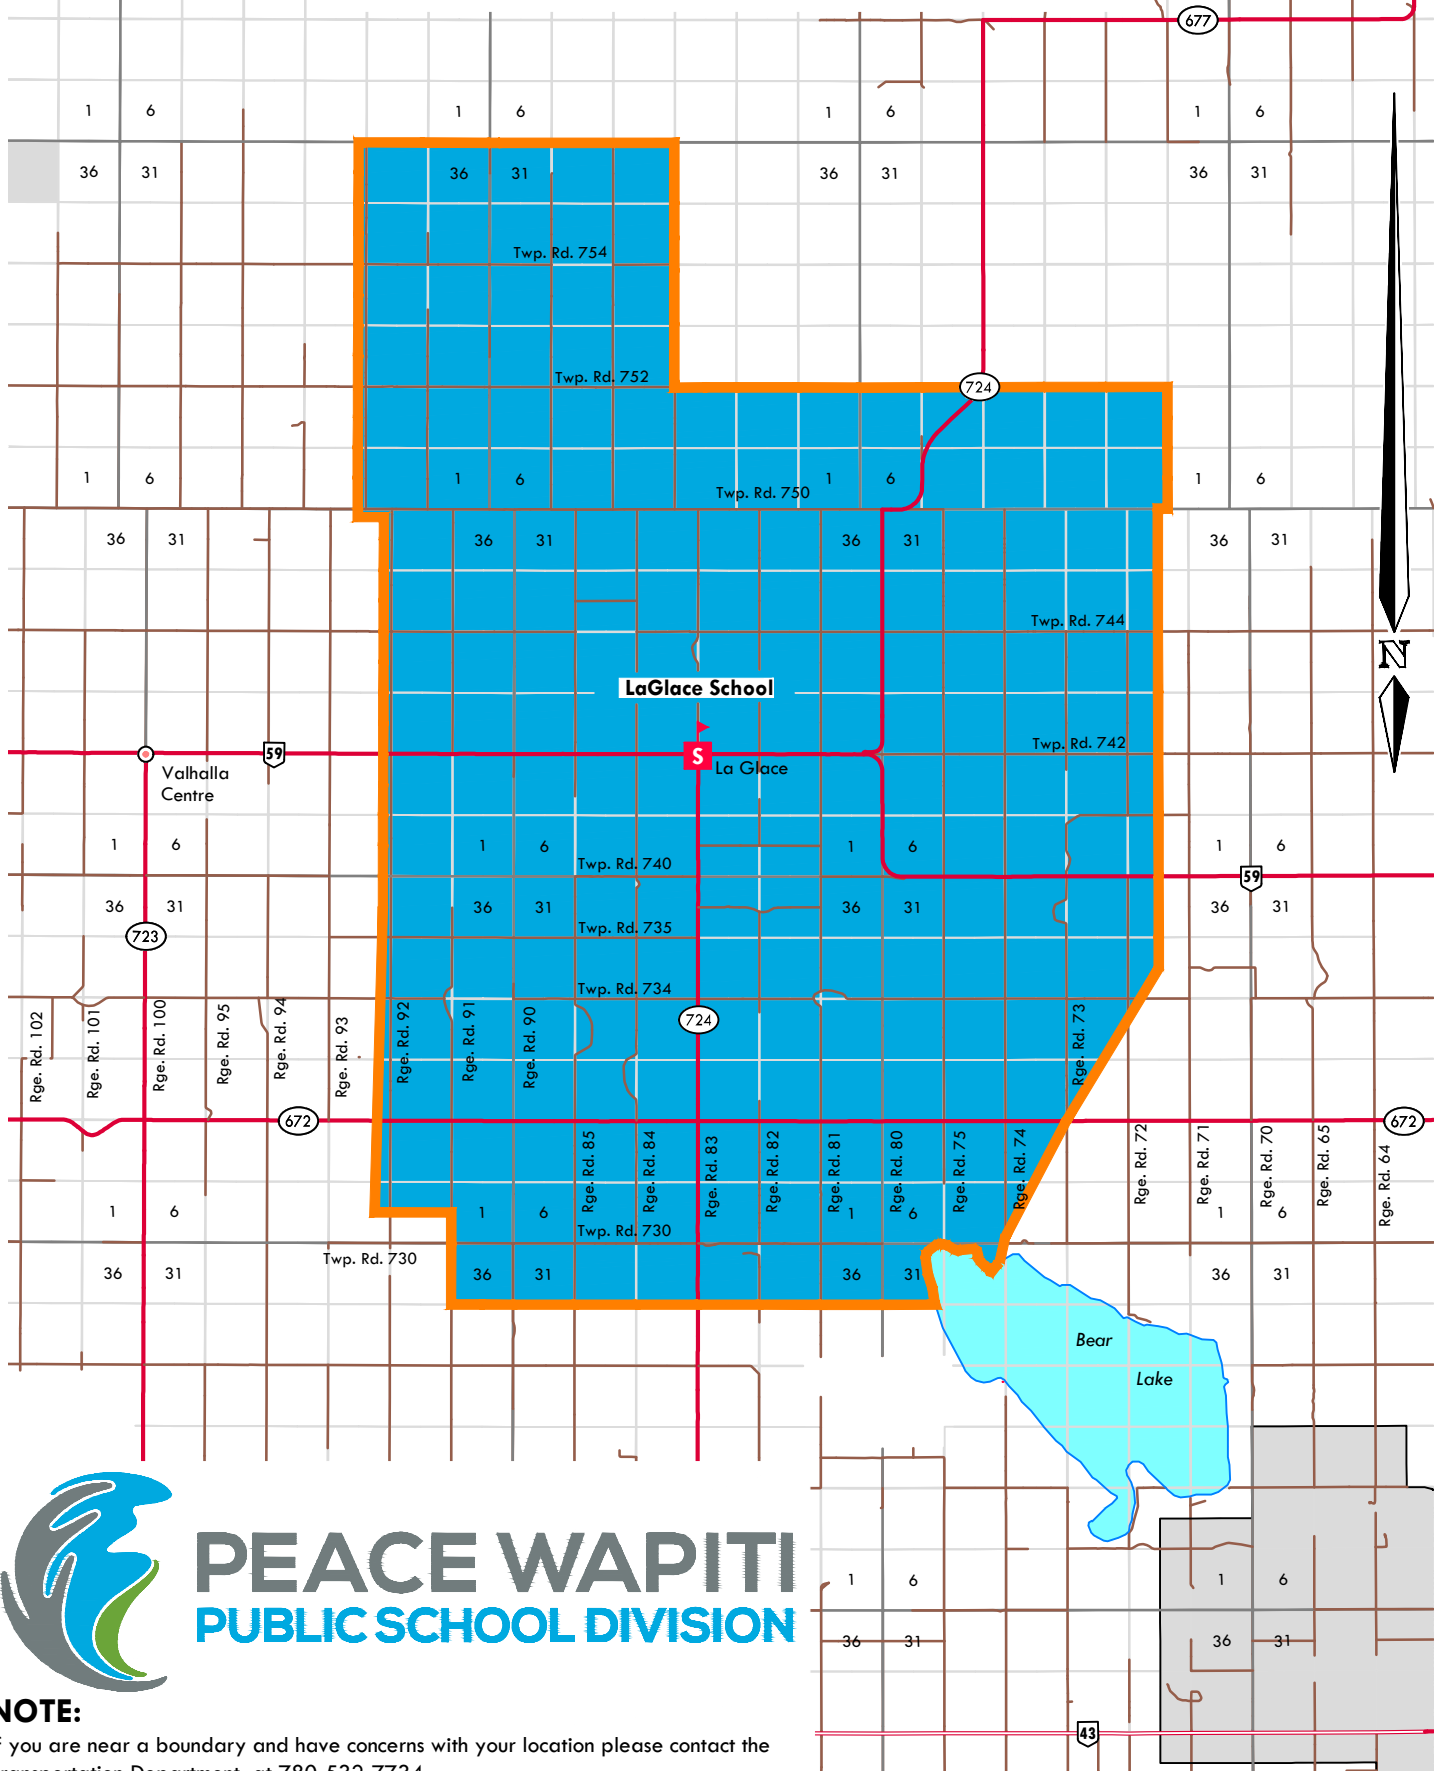 677
1 6 1 6 1 6 1 6
36 31 36 31 36 31 36 31
Twp. Rd. 754
Twp. Rd. 752
724
1 6 1 6 1 6 1 6
Twp. Rd. 750
36 31 36 31 36 31 36 31
Twp. Rd. 744
N
LaGlace School
Twp. Rd. 742
59
S
La Glace
Valhalla
Centre
1 6 1 6 1 6 1 6
Twp. Rd. 740
59
36 31 36 31 36 31 36 31
Twp. Rd. 735
723
Twp. Rd. 734
724
Rge. Rd. 102
Rge. Rd. 101
Rge. Rd. 100
Rge. Rd. 95
Rge. Rd. 94
Rge. Rd. 93
Rge. Rd. 92
Rge. Rd. 91
Rge. Rd. 90
Rge. Rd. 73
672
672
Rge. Rd. 85
Rge. Rd. 84
Rge. Rd. 83
Rge. Rd. 82
Rge. Rd. 81
Rge. Rd. 80
Rge. Rd. 75
Rge. Rd. 74
Rge. Rd. 72
Rge. Rd. 71
Rge. Rd. 70
Rge. Rd. 65
Rge. Rd. 64
1 6 1 6 1 6 1 6
Twp. Rd. 730
Twp. Rd. 730
36 31 36 31 36 31 36 31
Bear
Lake
PEACE WAPITI
PUBLIC SCHOOL DIVISION
1 6 1 6
36 31 36 31
43
NOTE:
f you are near a boundary and have concerns with your location please contact the
ransportation Department at 780-532-7734